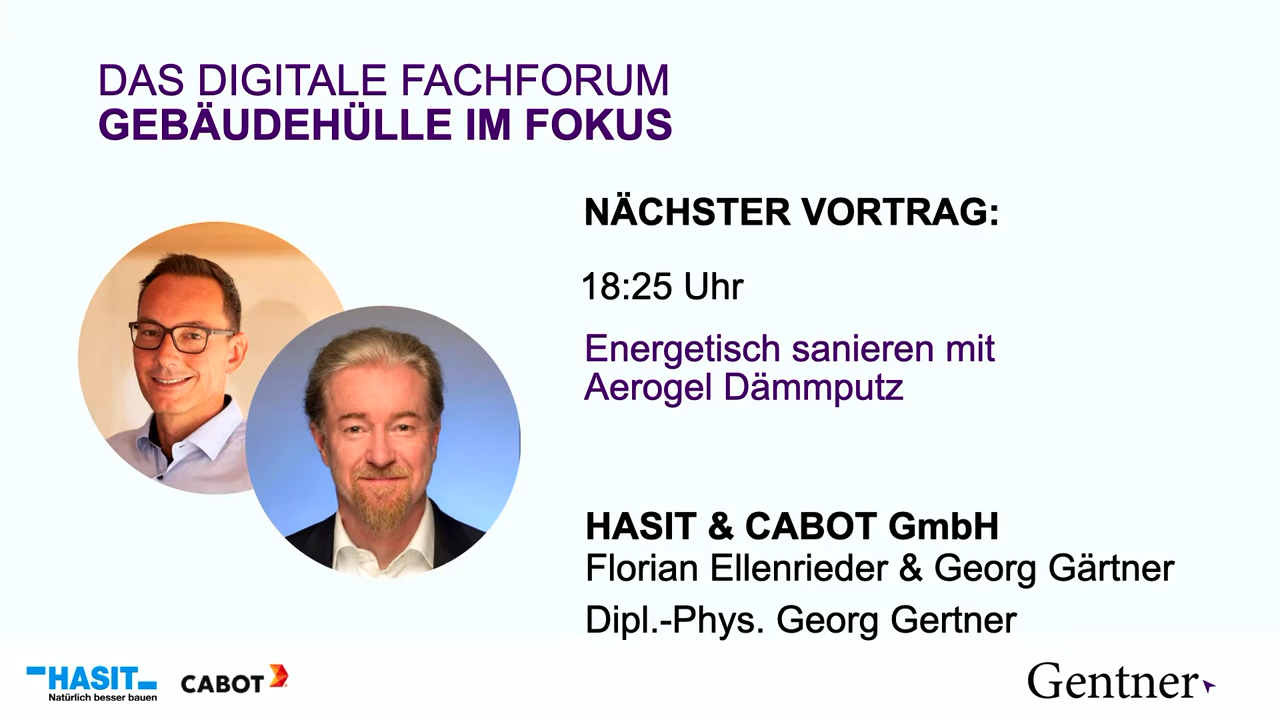 DAS DIGITALE FACHFORUM
GEBÄUDEHÜLLE IM FOKUS
NÄCHSTER VORTRAG:
18:25 Uhr
Energetisch sanieren mit
Aerogel Dämmputz
HASIT & CABOT GmbH
Florian Ellenrieder & Georg Gärtner
Dipl.-Phys. Georg Gertner
HASIT
Natürlich besser bauen
CABOT
Gentner